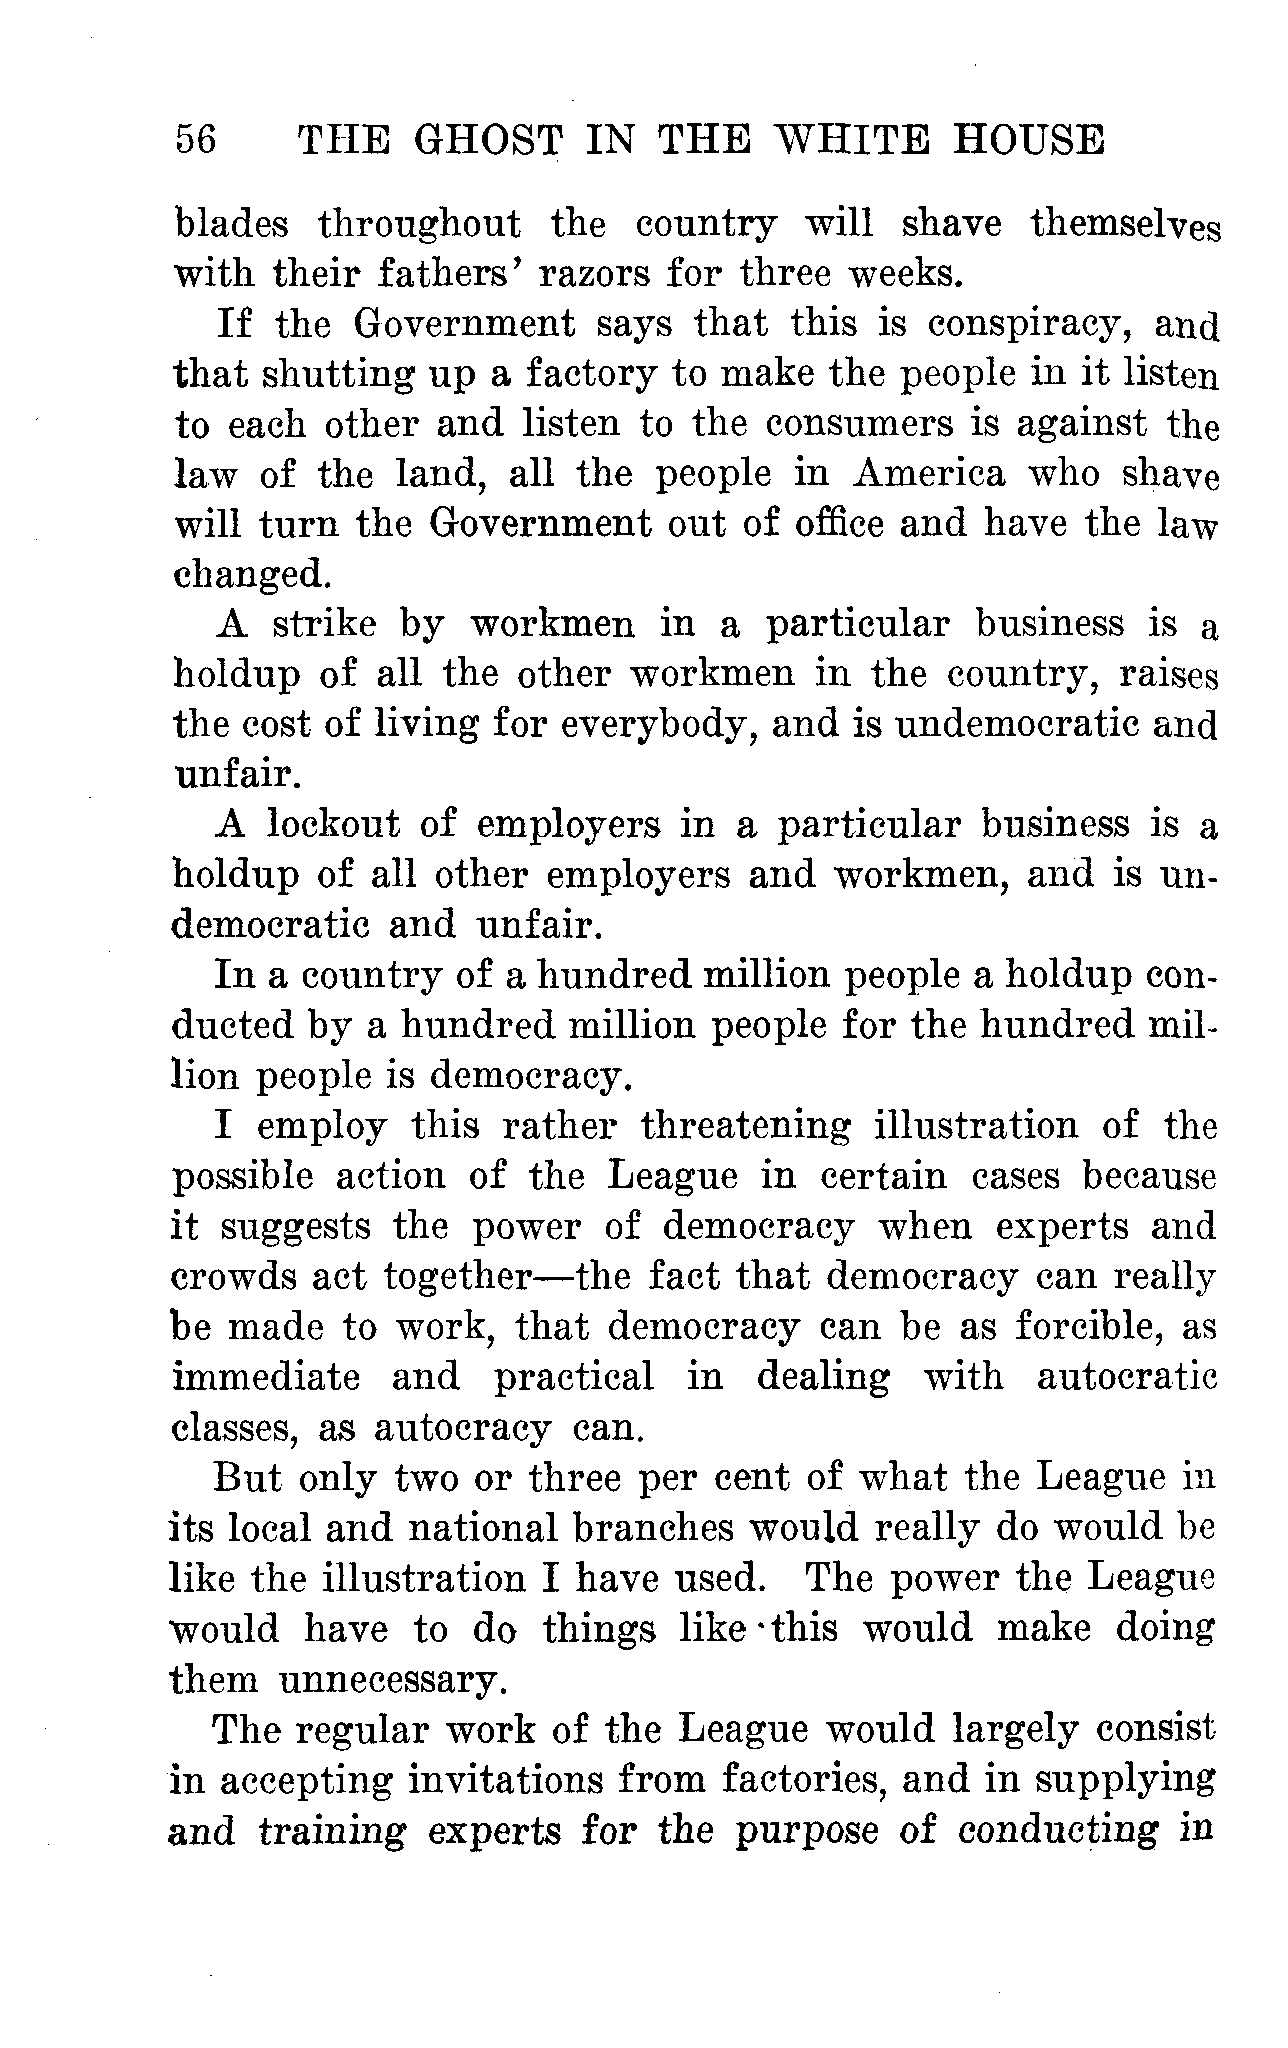 56 THE GHOST IN THE WHITE HOUSE
blades throughout the country will shave themselves
with their fathers' razors for three weeks.
If the Government says that this is conspiracy, and
that shutting up a factory to make the people in it listen
to each other and listen to the consumers is against the
law of the land, all the people in America who shave
will turn the Government out of office and have the law
changed.
A strike by workmen in a particular business is a
holdup of all the other workmen in the country, raises
the cost of living for everybody, and is undemocratic and
unfair.
A lockout of employers in a particular business is a
holdup of all other employers and workmen, and is un-
democratic and unfair.
In a country of a hundred million people a holdup con-
ducted by a hundred million people for the hundred mil-
lion people is democracy.
I employ this rather threatening illustration of the
possible action of the League in certain cases because
it suggests the power of democracy when experts and
crowds act together—the fact that democracy can really
be made to work, that democracy can be as forcible, as
immediate and practical in dealing with autocratic
classes, as autocracy can.
But only two or three per cent of what the League in
its local and national branches would really do would be
like the illustration I have used. The power the League
would have to do things like this would make doing
them unnecessary.
The regular work of the League would largely consist
in accepting invitations from factories, and in supplying
and training experts for the purpose of conducting in